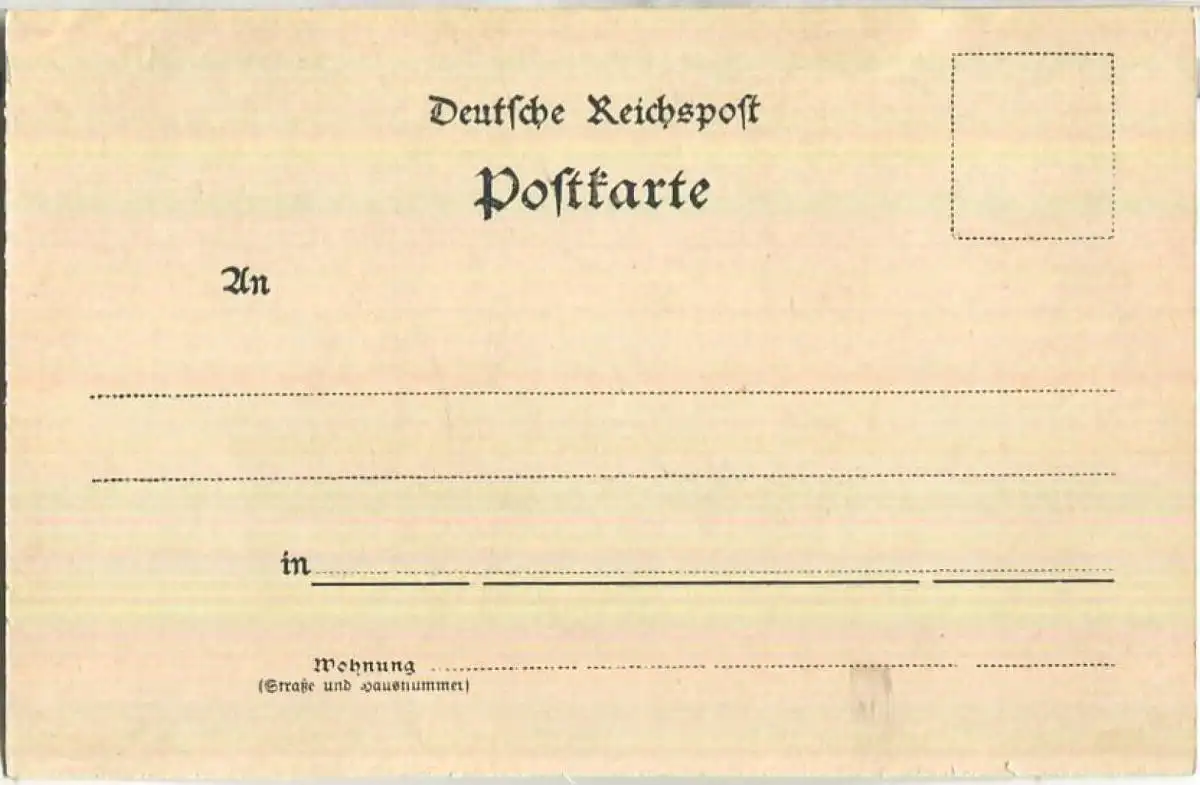 Deutſche Reichspoſt
Poſtkarte
An
in
Wohnung
(Straße und Hausnummer)